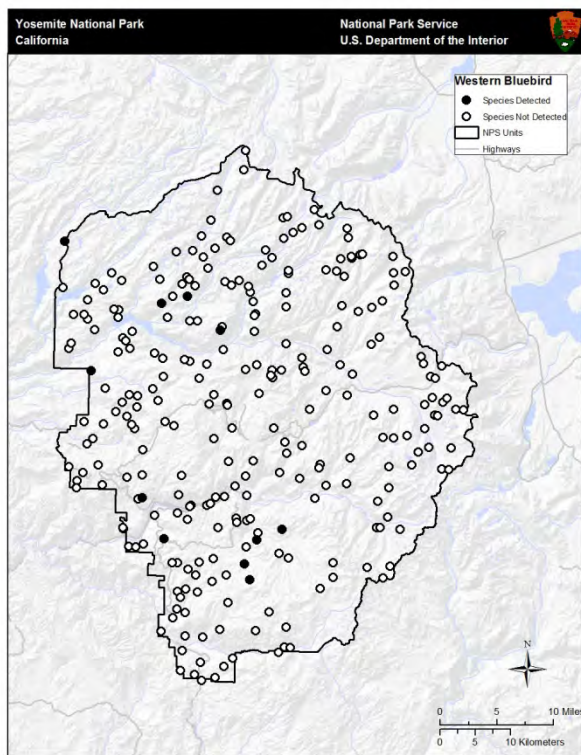 Yosemite National Park
California
National Park Service
U.S. Department of the Interior
Western Bluebird
Species Detected
Species Not Detected
NPS Units
Highways
N
0 5 10 Miles
0 5 10 Kilometers